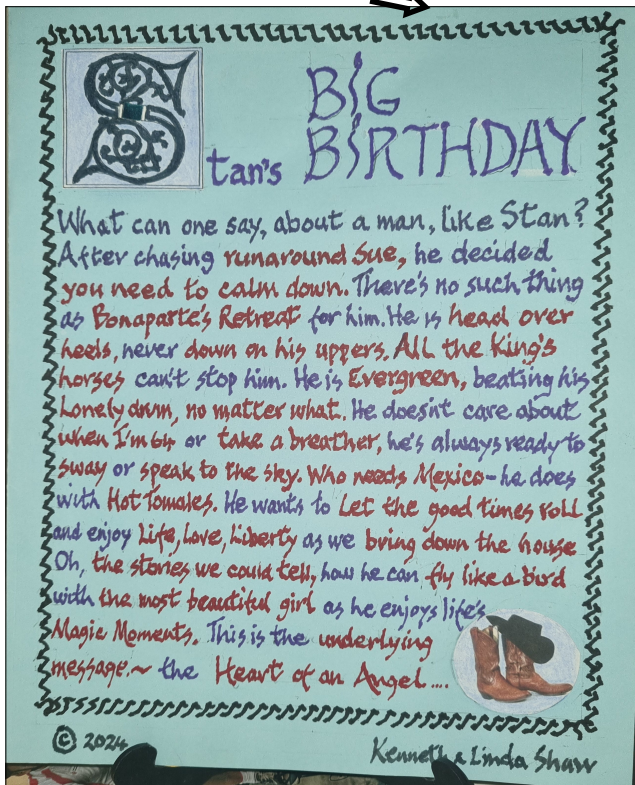 Stan's BIG BIRTHDAY
What can one say, about a man, like Stan?
After chasing runaround Sue, he decided
you need to calm down. There's no such thing
as Bonaparte's Retreat for him. He is head over
heels, never down on his uppers. All the King's
horses can't stop him. He is Evergreen, beating his
Lonely drum, no matter what. He doesn't care about
when I'm 64 or take a breather, he's always ready to
sway or speak to the sky. Who needs Mexico - he does
with Hot Tomales. He wants to Let the good times roll
and enjoy Life, Love, Liberty as we bring down the house
Oh, the stories we could tell, how he can fly like a bird
with the most beautiful girl as he enjoys life's
Magic Moments. This is the underlying
message.~ the Heart of an Angel....
© 2024
Kenneth & Linda Shaw